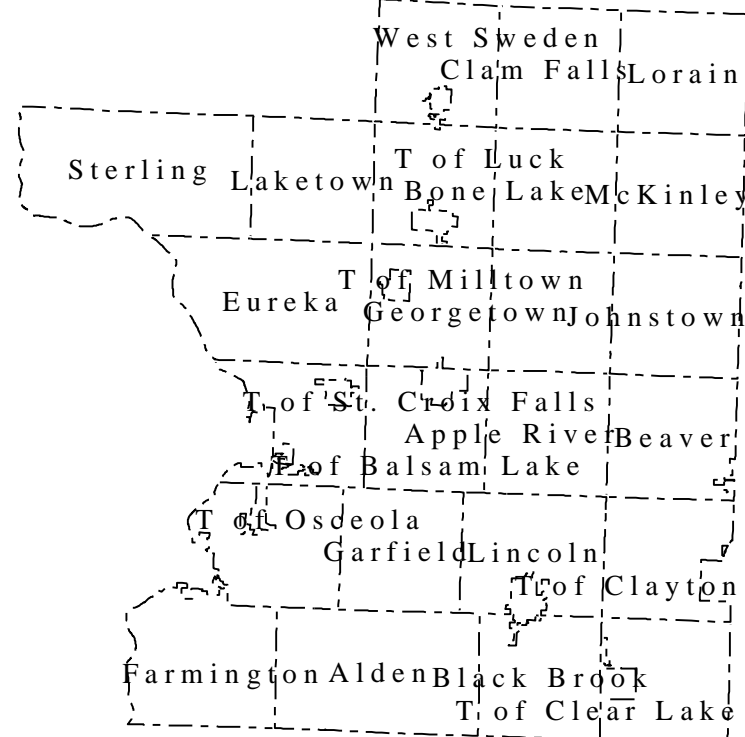 West Sweden
Clam Falls
Lorain
T of Luck
Sterling
Laketown
Bone Lake
McKinley
T of Milltown
Eureka
Georgetown
Johnstown
T of St. Croix Falls
Apple River
Beaver
T of Balsam Lake
T of Osceola
Garfield
Lincoln
T of Clayton
Farmington
Alden
Black Brook
T of Clear Lake